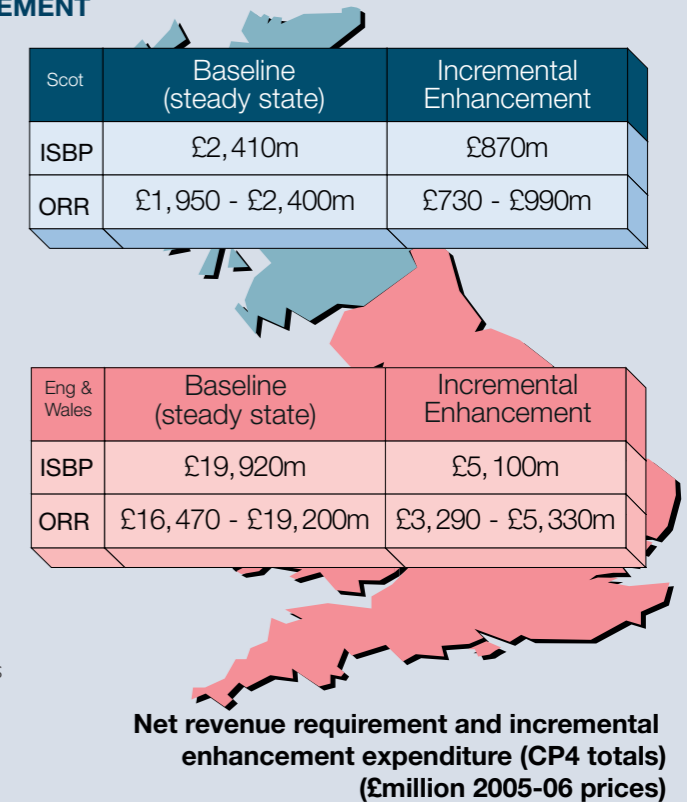 Scot Baseline (steady state) Incremental Enhancement
ISBP £2,410m £870m
ORR £1,950 - £2,400m £730 - £990m
Eng & Wales Baseline (steady state) Incremental Enhancement
ISBP £19,920m £5,100m
ORR £16,470 - £19,200m £3,290 - £5,330m
Net revenue requirement and incremental
enhancement expenditure (CP4 totals)
(£million 2005-06 prices)